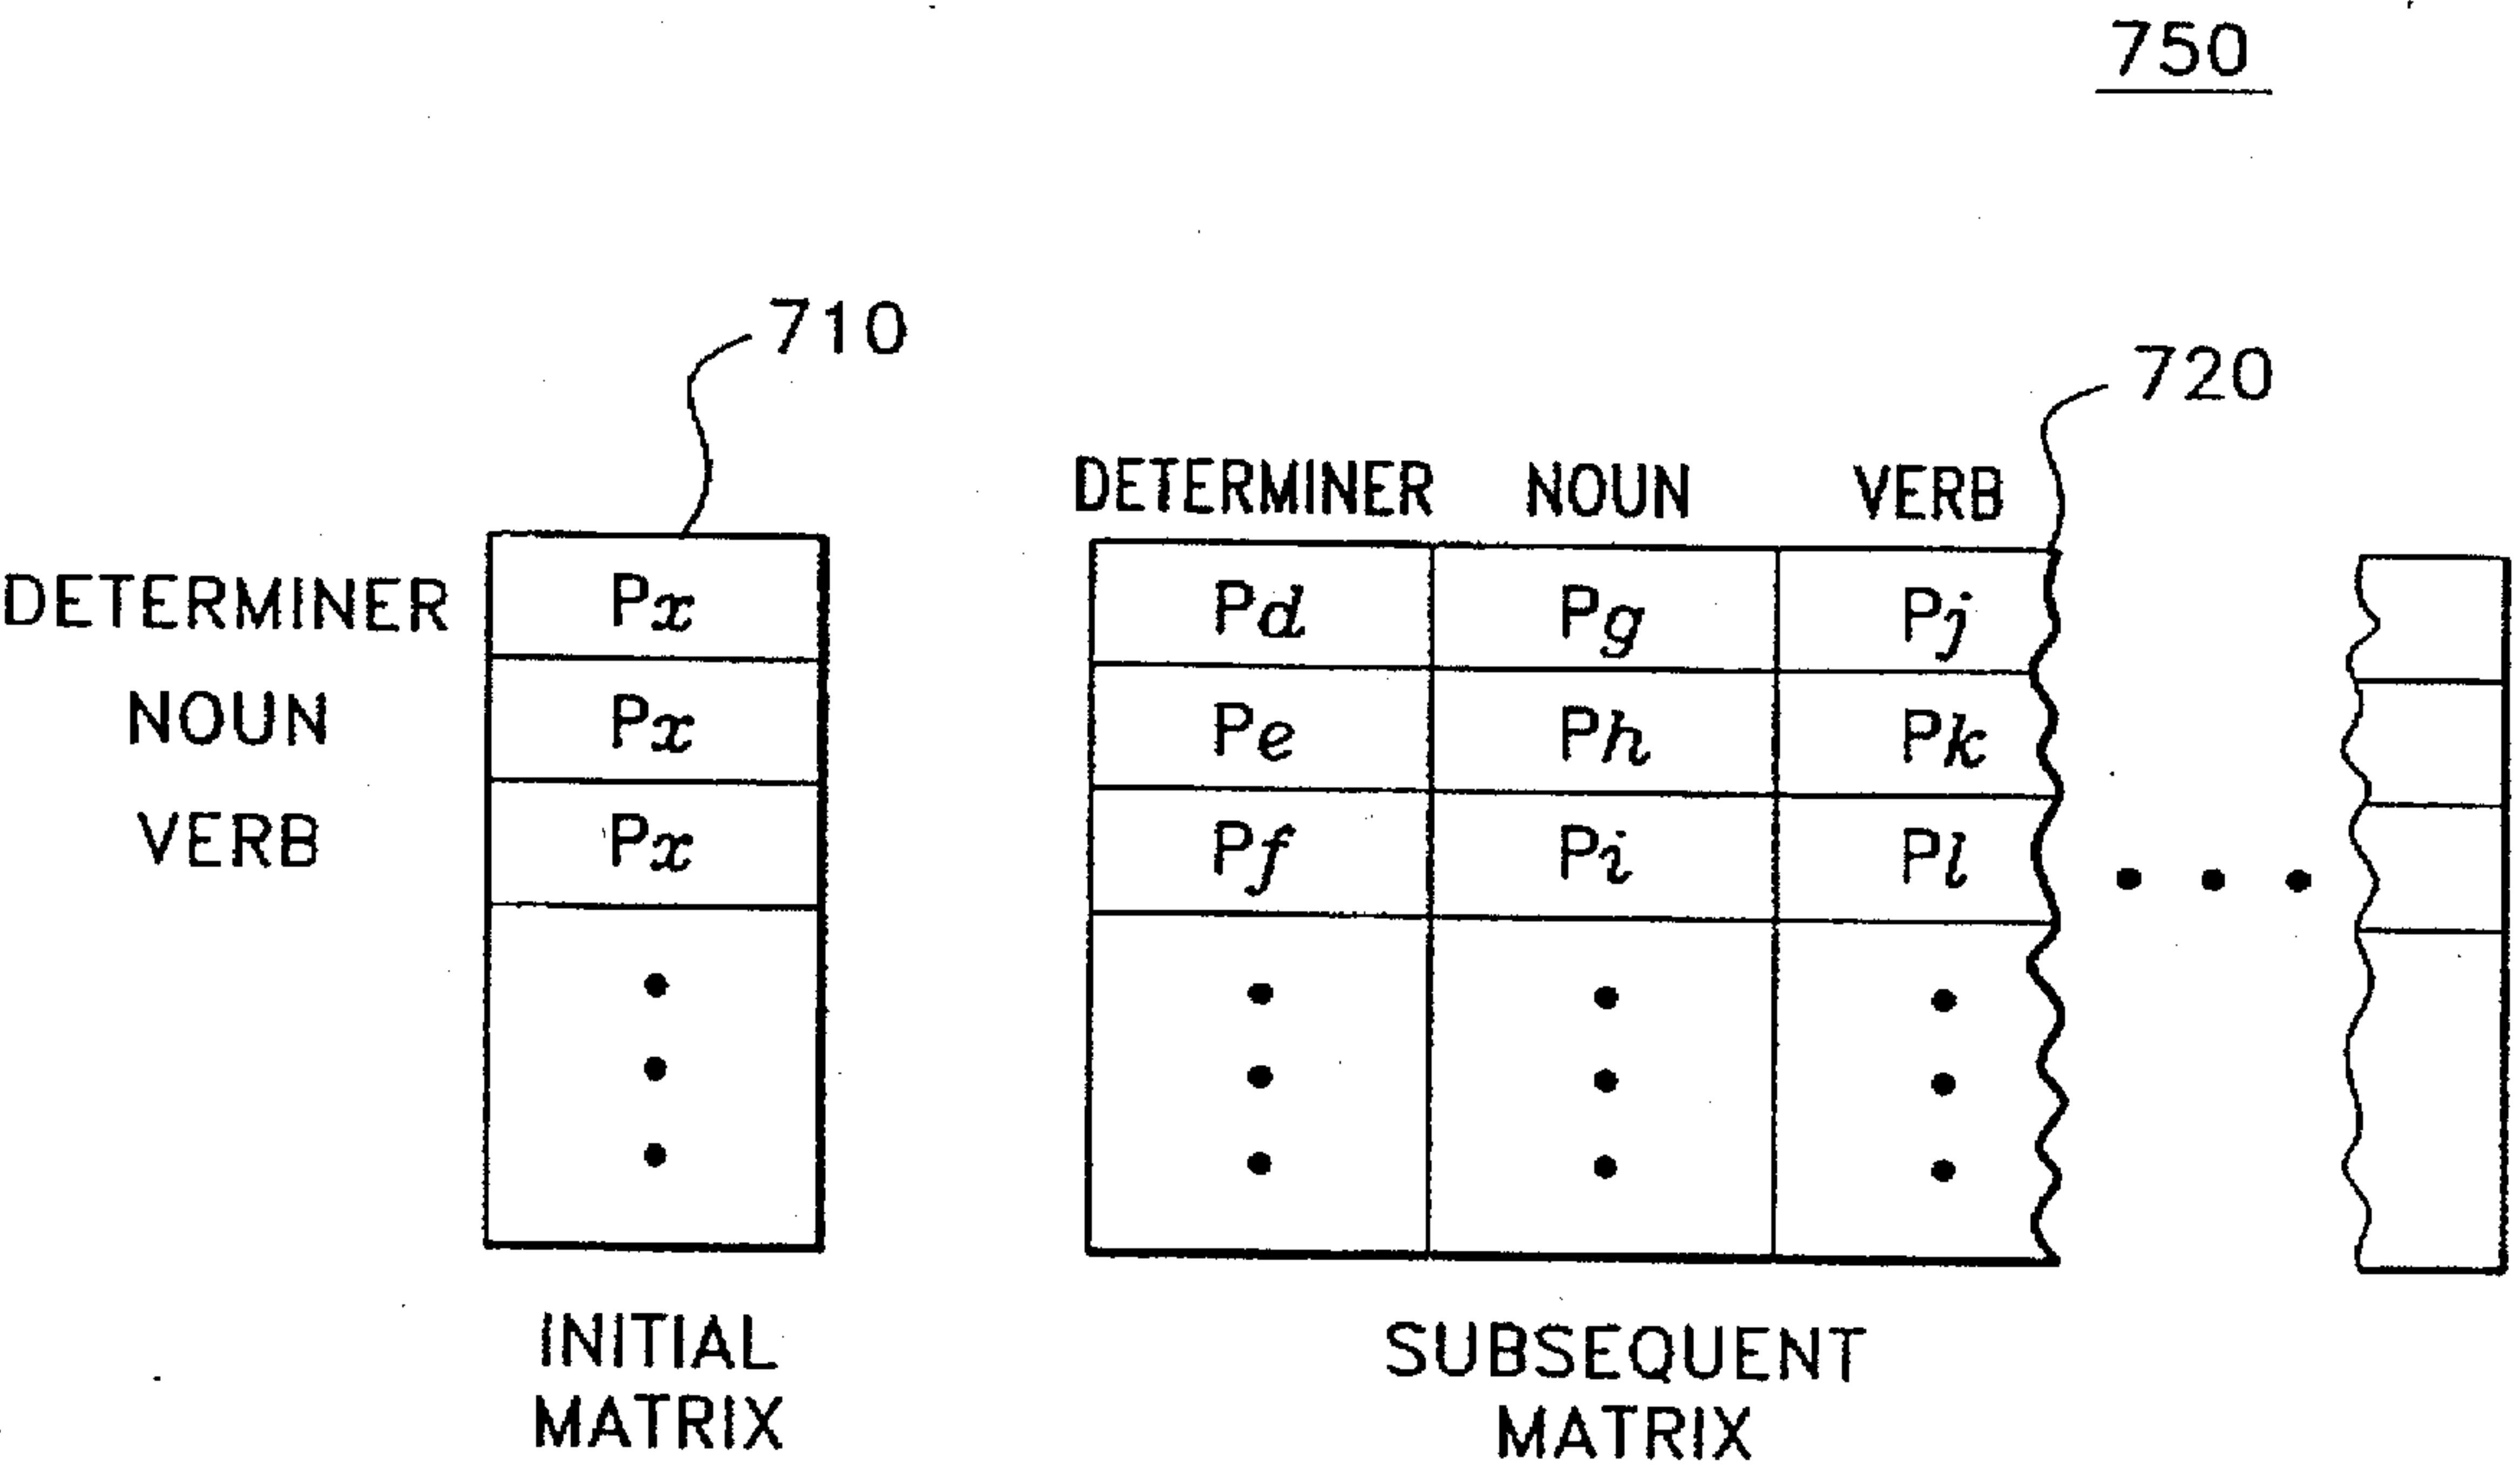 750
710
720
DETERMINER NOUN VERB
DETERMINER Px Pd Pg Pj
NOUN Px Pe Ph Pk
VERB Px Pf Pi Pl
INITIAL MATRIX
SUBSEQUENT MATRIX